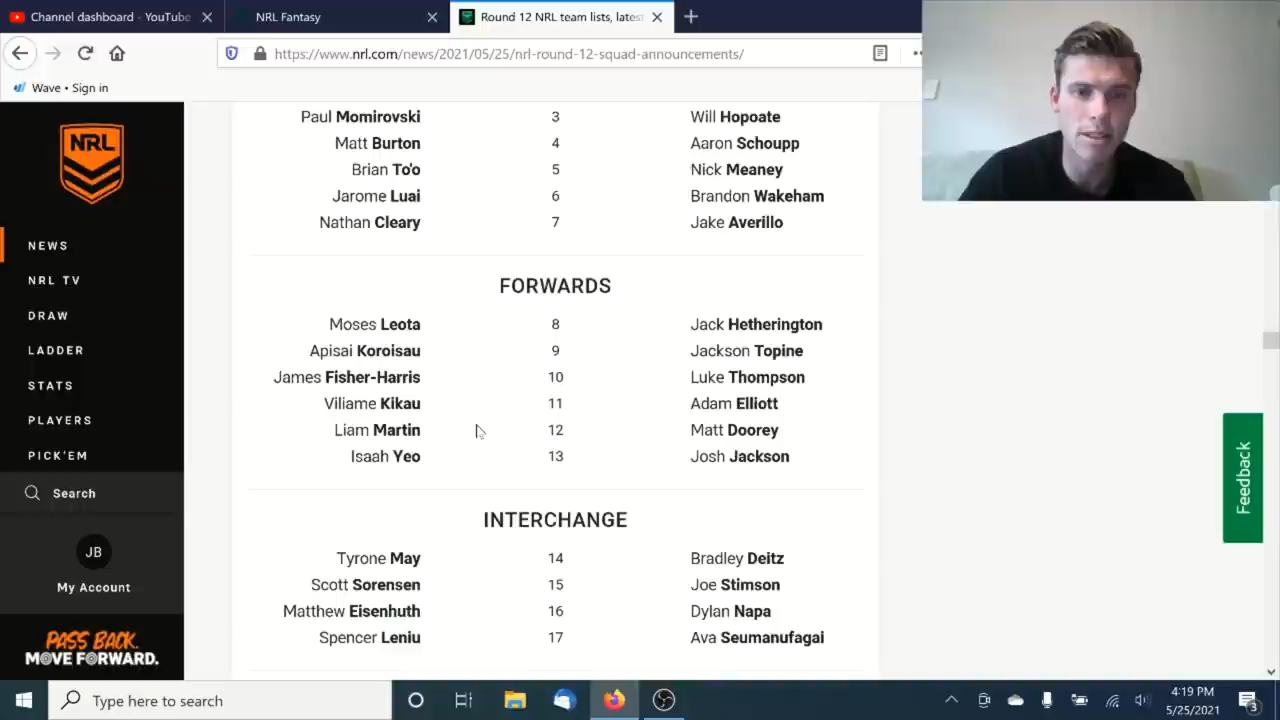 Channel dashboard - YouTube
NRL Fantasy
Round 12 NRL team lists, lates
https://www.nrl.com/news/2021/05/25/nrl-round-12-squad-announcements/
Wave • Sign in
NRL
NEWS
NRL TV
DRAW
LADDER
STATS
PLAYERS
PICK'EM
Search
JB
My Account
PASS BACK.
MOVE FORWARD.
Paul Momirovski 3 Will Hopoate
Matt Burton 4 Aaron Schoupp
Brian To'o 5 Nick Meaney
Jarome Luai 6 Brandon Wakeham
Nathan Cleary 7 Jake Averillo
FORWARDS
Moses Leota 8 Jack Hetherington
Apisai Koroisau 9 Jackson Topine
James Fisher-Harris 10 Luke Thompson
Viliame Kikau 11 Adam Elliott
Liam Martin 12 Matt Doorey
Isaah Yeo 13 Josh Jackson
INTERCHANGE
Tyrone May 14 Bradley Deitz
Scott Sorensen 15 Joe Stimson
Matthew Eisenhuth 16 Dylan Napa
Spencer Leniu 17 Ava Seumanufagai
Feedback
Type here to search
4:19 PM
5/25/2021
3